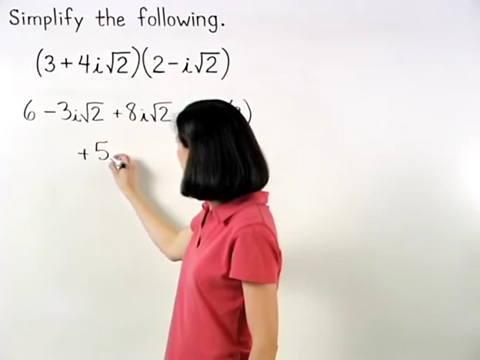 Simplify the following.
(3+4i√2)(2-i√2)
6 -3i√2 +8i√2 )
+5